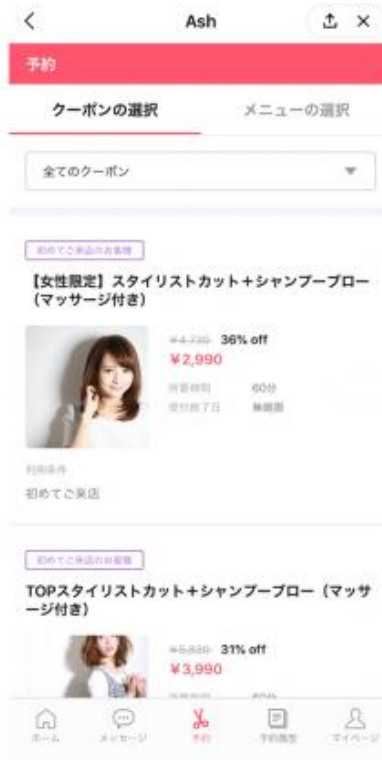 Ash
予約
クーポンの選択
メニューの選択
全てのクーポン
初めてご来店のお客様
【女性限定】スタイリストカット＋シャンプーブロー
（マッサージ付き）
¥4,730 36% off
¥2,990
所要時間 60分
受付終了日 無期限
利用条件
初めてご来店
初めてご来店のお客様
TOPスタイリストカット＋シャンプーブロー（マッサ
ージ付き）
31% off
¥3,990
ホーム
メッセージ
予約
予約履歴
マイページ